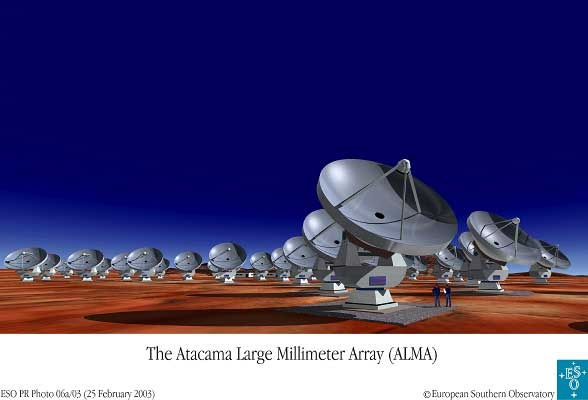 The Atacama Large Millimeter Array (ALMA)
ESO PR Photo 06a/03 (25 February 2003)
©European Southern Observatory
ESO